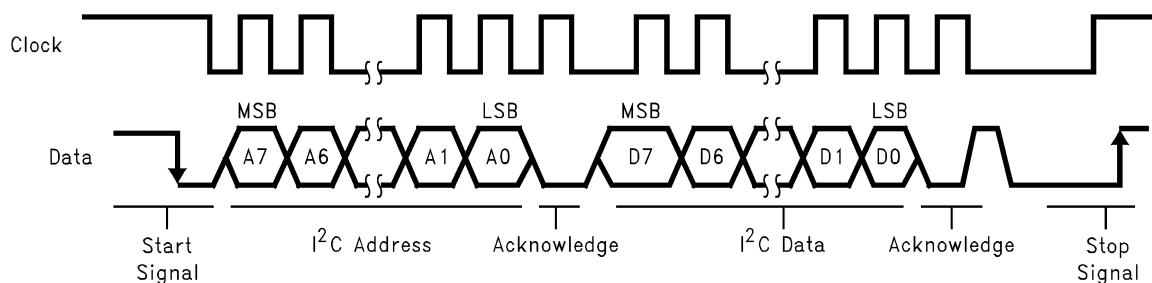 Clock
MSB LSB MSB LSB
Data A7 A6 A1 A0 D7 D6 D1 D0
Start Signal
I²C Address
Acknowledge
I²C Data
Acknowledge
Stop Signal